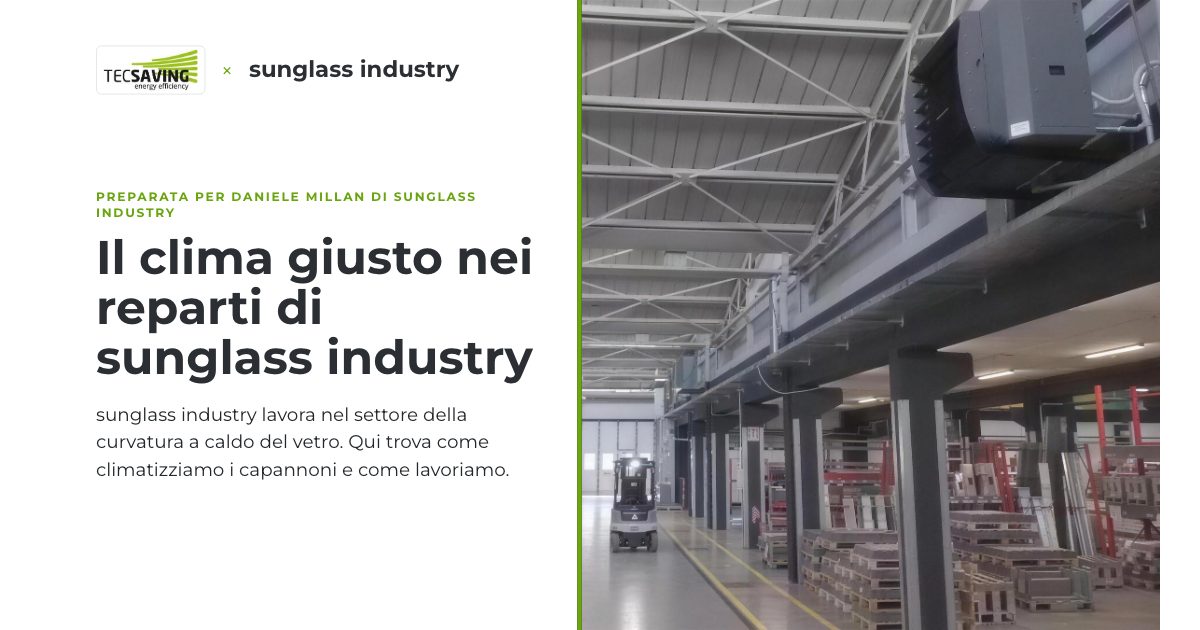 TECSAVING
energy efficiency
× sunglass industry
PREPARATA PER DANIELE MILLAN DI SUNGLASS
INDUSTRY
Il clima giusto nei
reparti di
sunglass industry
sunglass industry lavora nel settore della
curvatura a caldo del vetro. Qui trova come
climatizziamo i capannoni e come lavoriamo.